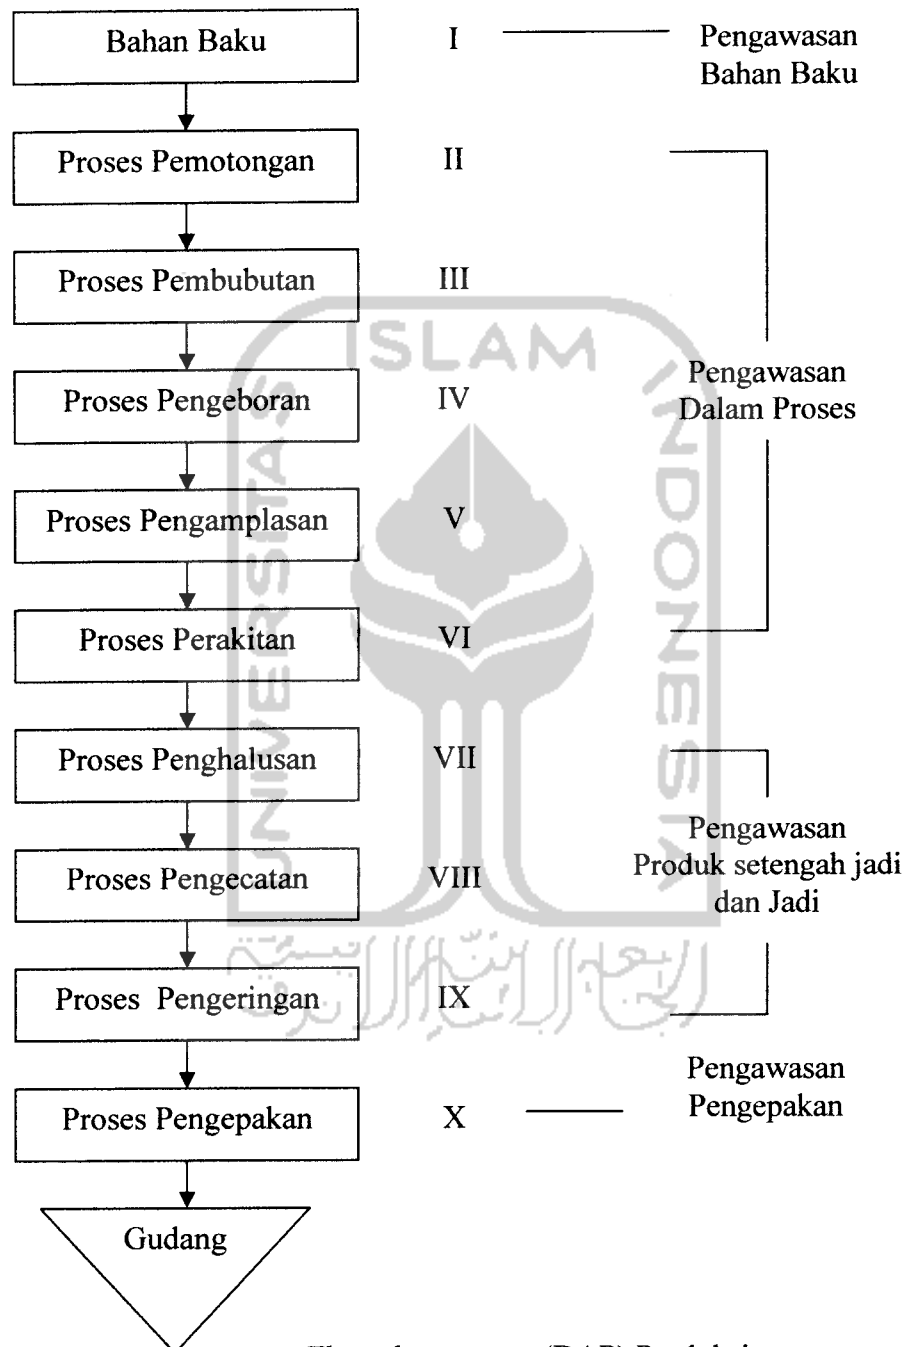 Bahan Baku
I
Pengawasan
Bahan Baku
Proses Pemotongan
II
Proses Pembubutan
III
Proses Pengeboran
IV
Pengawasan
Dalam Proses
Proses Pengamplasan
V
Proses Perakitan
VI
Proses Penghalusan
VII
Proses Pengecatan
VIII
Pengawasan
Produk setengah jadi
dan Jadi
Proses Pengeringan
IX
Proses Pengepakan
X
Pengawasan
Pengepakan
Gudang
(DAP)
UNIVERSITAS
ISLAM
INDONESIA